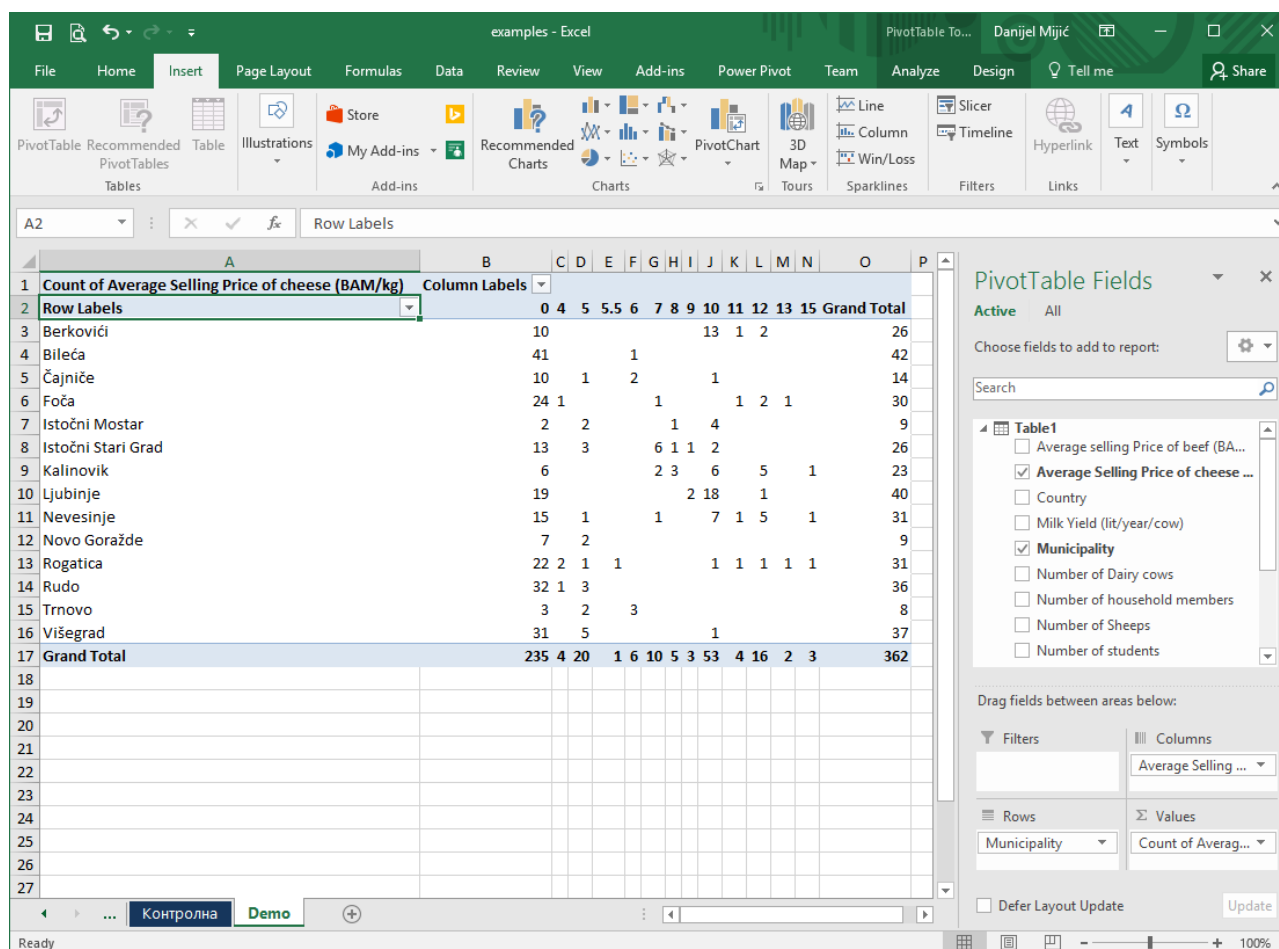 examples - Excel
PivotTable To...
Danijel Mijić
File Home Insert Page Layout Formulas Data Review View Add-ins Power Pivot Team Analyze Design Tell me Share
PivotTable
Recommended PivotTables
Table
Tables
Illustrations
Store
My Add-ins
Add-ins
Recommended Charts
PivotChart
Charts
3D Map
Tours
Line
Column
Win/Loss
Sparklines
Slicer
Timeline
Filters
Hyperlink
Links
Text
Symbols
A2 fx Row Labels
A B C D E F G H I J K L M N O P
1 Count of Average Selling Price of cheese (BAM/kg) Column Labels
2 Row Labels 0 4 5 5.5 6 7 8 9 10 11 12 13 15 Grand Total
3 Berkovići 10 13 1 2 26
4 Bileća 41 1 42
5 Čajniče 10 1 2 1 14
6 Foča 24 1 1 1 2 1 30
7 Istočni Mostar 2 2 1 4 9
8 Istočni Stari Grad 13 3 6 1 1 2 26
9 Kalinovik 6 2 3 6 5 1 23
10 Ljubinje 19 2 18 1 40
11 Nevesinje 15 1 1 7 1 5 1 31
12 Novo Goražde 7 2 9
13 Rogatica 22 2 1 1 1 1 1 1 1 31
14 Rudo 32 1 3 36
15 Trnovo 3 2 3 8
16 Višegrad 31 5 1 37
17 Grand Total 235 4 20 1 6 10 5 3 53 4 16 2 3 362
18
19
20
21
22
23
24
25
26
27
... Контролна Demo
Ready
100%
PivotTable Fields
Active All
Choose fields to add to report:
Search
Table1
Average selling Price of beef (BA...
Average Selling Price of cheese ...
Country
Milk Yield (lit/year/cow)
Municipality
Number of Dairy cows
Number of household members
Number of Sheeps
Number of students
Drag fields between areas below:
Filters
Columns
Average Selling ...
Rows
Municipality
Σ Values
Count of Averag...
Defer Layout Update
Update